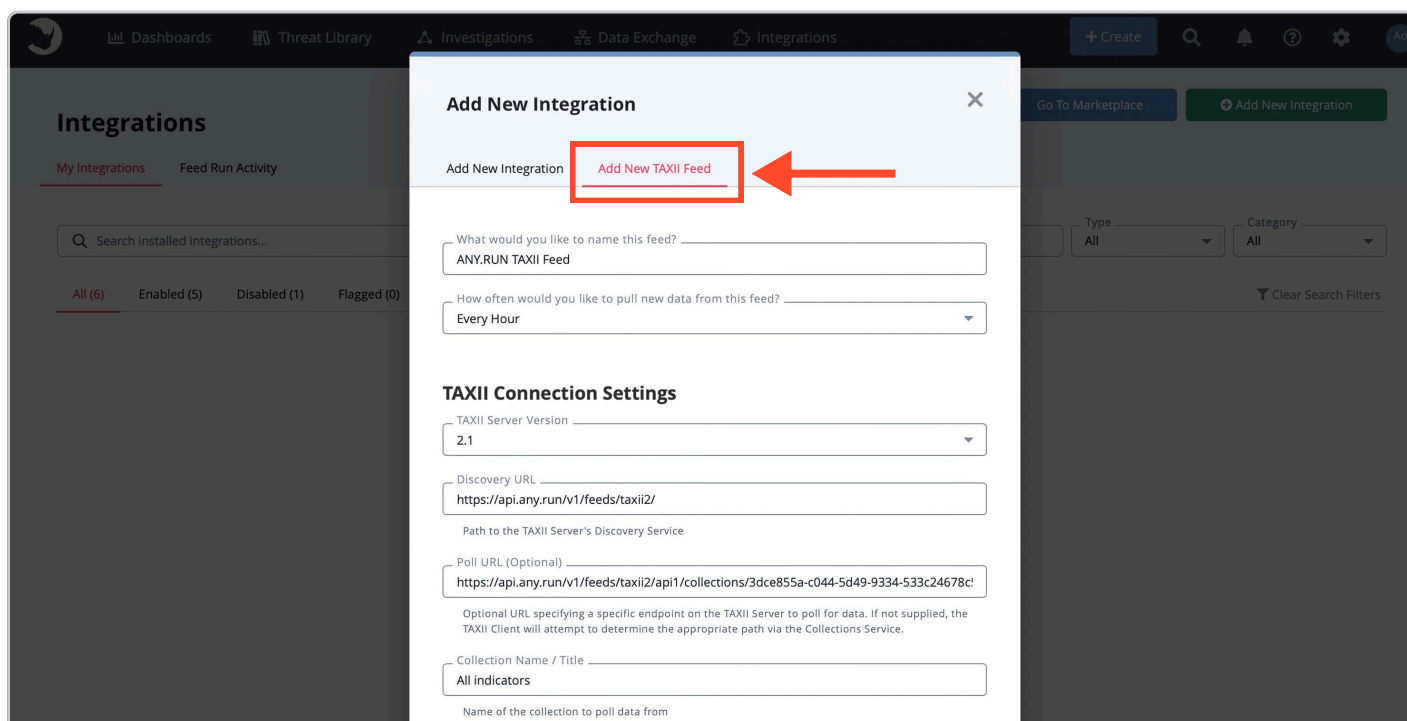 Dashboards
Threat Library
Investigations
Data Exchange
Integrations
+ Create
Ad
Integrations
Go To Marketplace
Add New Integration
My Integrations
Feed Run Activity
Search installed integrations...
Type
All
Category
All
All (6)
Enabled (5)
Disabled (1)
Flagged (0)
Clear Search Filters
Add New Integration
Add New Integration
Add New TAXII Feed
What would you like to name this feed?
ANY.RUN TAXII Feed
How often would you like to pull new data from this feed?
Every Hour
TAXII Connection Settings
TAXII Server Version
2.1
Discovery URL
https://api.any.run/v1/feeds/taxii2/
Path to the TAXII Server's Discovery Service
Poll URL (Optional)
https://api.any.run/v1/feeds/taxii2/api1/collections/3dce855a-c044-5d49-9334-533c24678c
Optional URL specifying a specific endpoint on the TAXII Server to poll for data. If not supplied, the
TAXII Client will attempt to determine the appropriate path via the Collections Service.
Collection Name / Title
All indicators
Name of the collection to poll data from